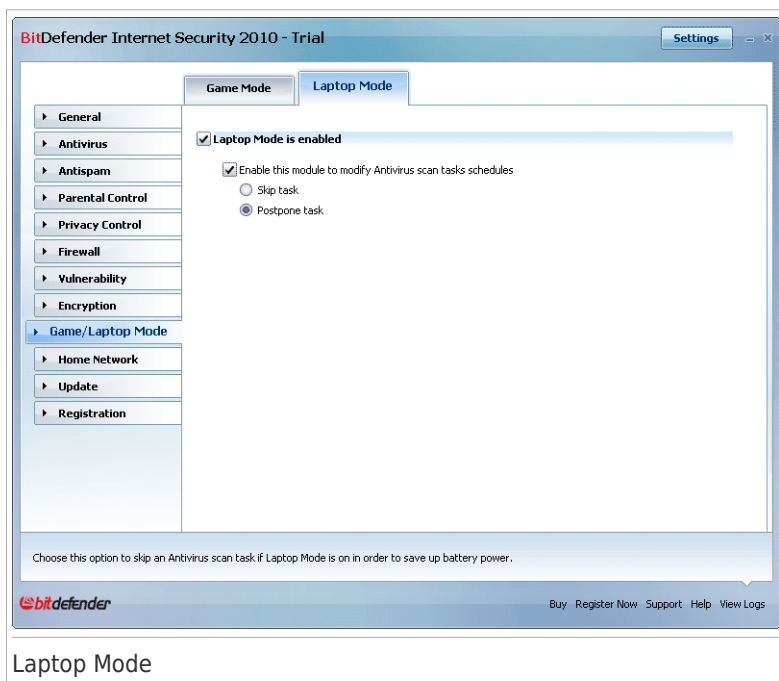 BitDefender Internet Security 2010 - Trial
Settings
Game Mode
Laptop Mode
General
Antivirus
Antispam
Parental Control
Privacy Control
Firewall
Vulnerability
Encryption
Game/Laptop Mode
Home Network
Update
Registration
Laptop Mode is enabled
Enable this module to modify Antivirus scan tasks schedules
Skip task
Postpone task
Choose this option to skip an Antivirus scan task if Laptop Mode is on in order to save up battery power.
bitdefender
Buy Register Now Support Help View Logs
Laptop Mode